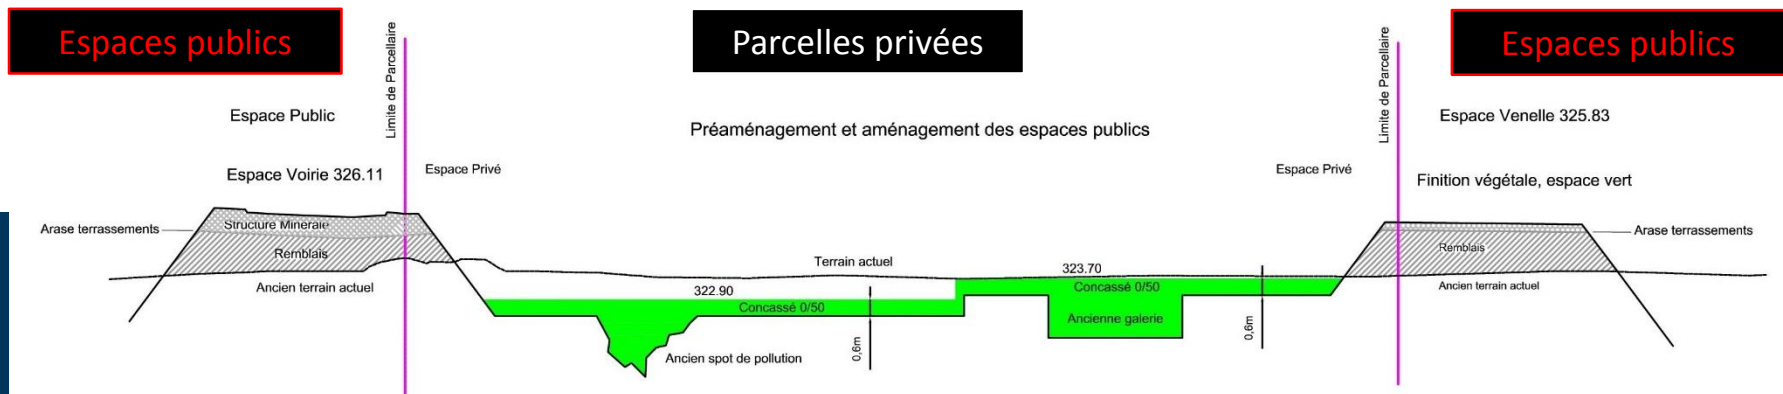 Espaces publics
Parcelles privées
Espaces publics
Limite de Parcellaire
Limite de Parcellaire
Espace Public
Préaménagement et aménagement des espaces publics
Espace Venelle 325.83
Espace Voirie 326.11
Espace Privé
Espace Privé
Finition végétale, espace vert
Arase terrassements
Structure Minerale
Arase terrassements
Remblais
Remblais
Terrain actuel
323.70
Ancien terrain actuel
322.90
Concassé 0/50
Ancien terrain actuel
Concassé 0/50
Ancienne galerie
0,6m
0,6m
Ancien spot de pollution